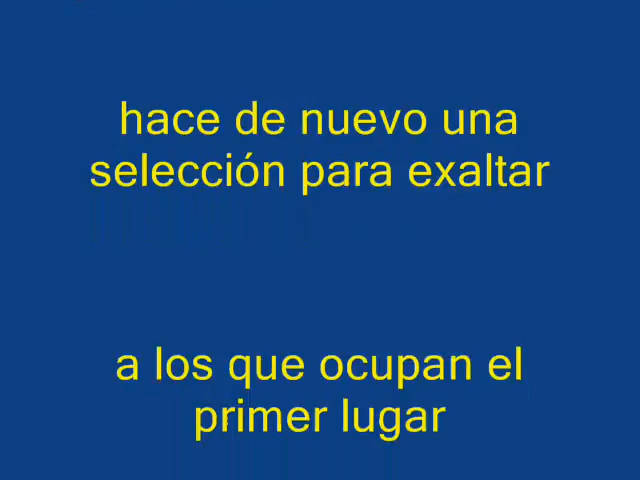 hace de nuevo una
selección para exaltar
a los que ocupan el
primer lugar